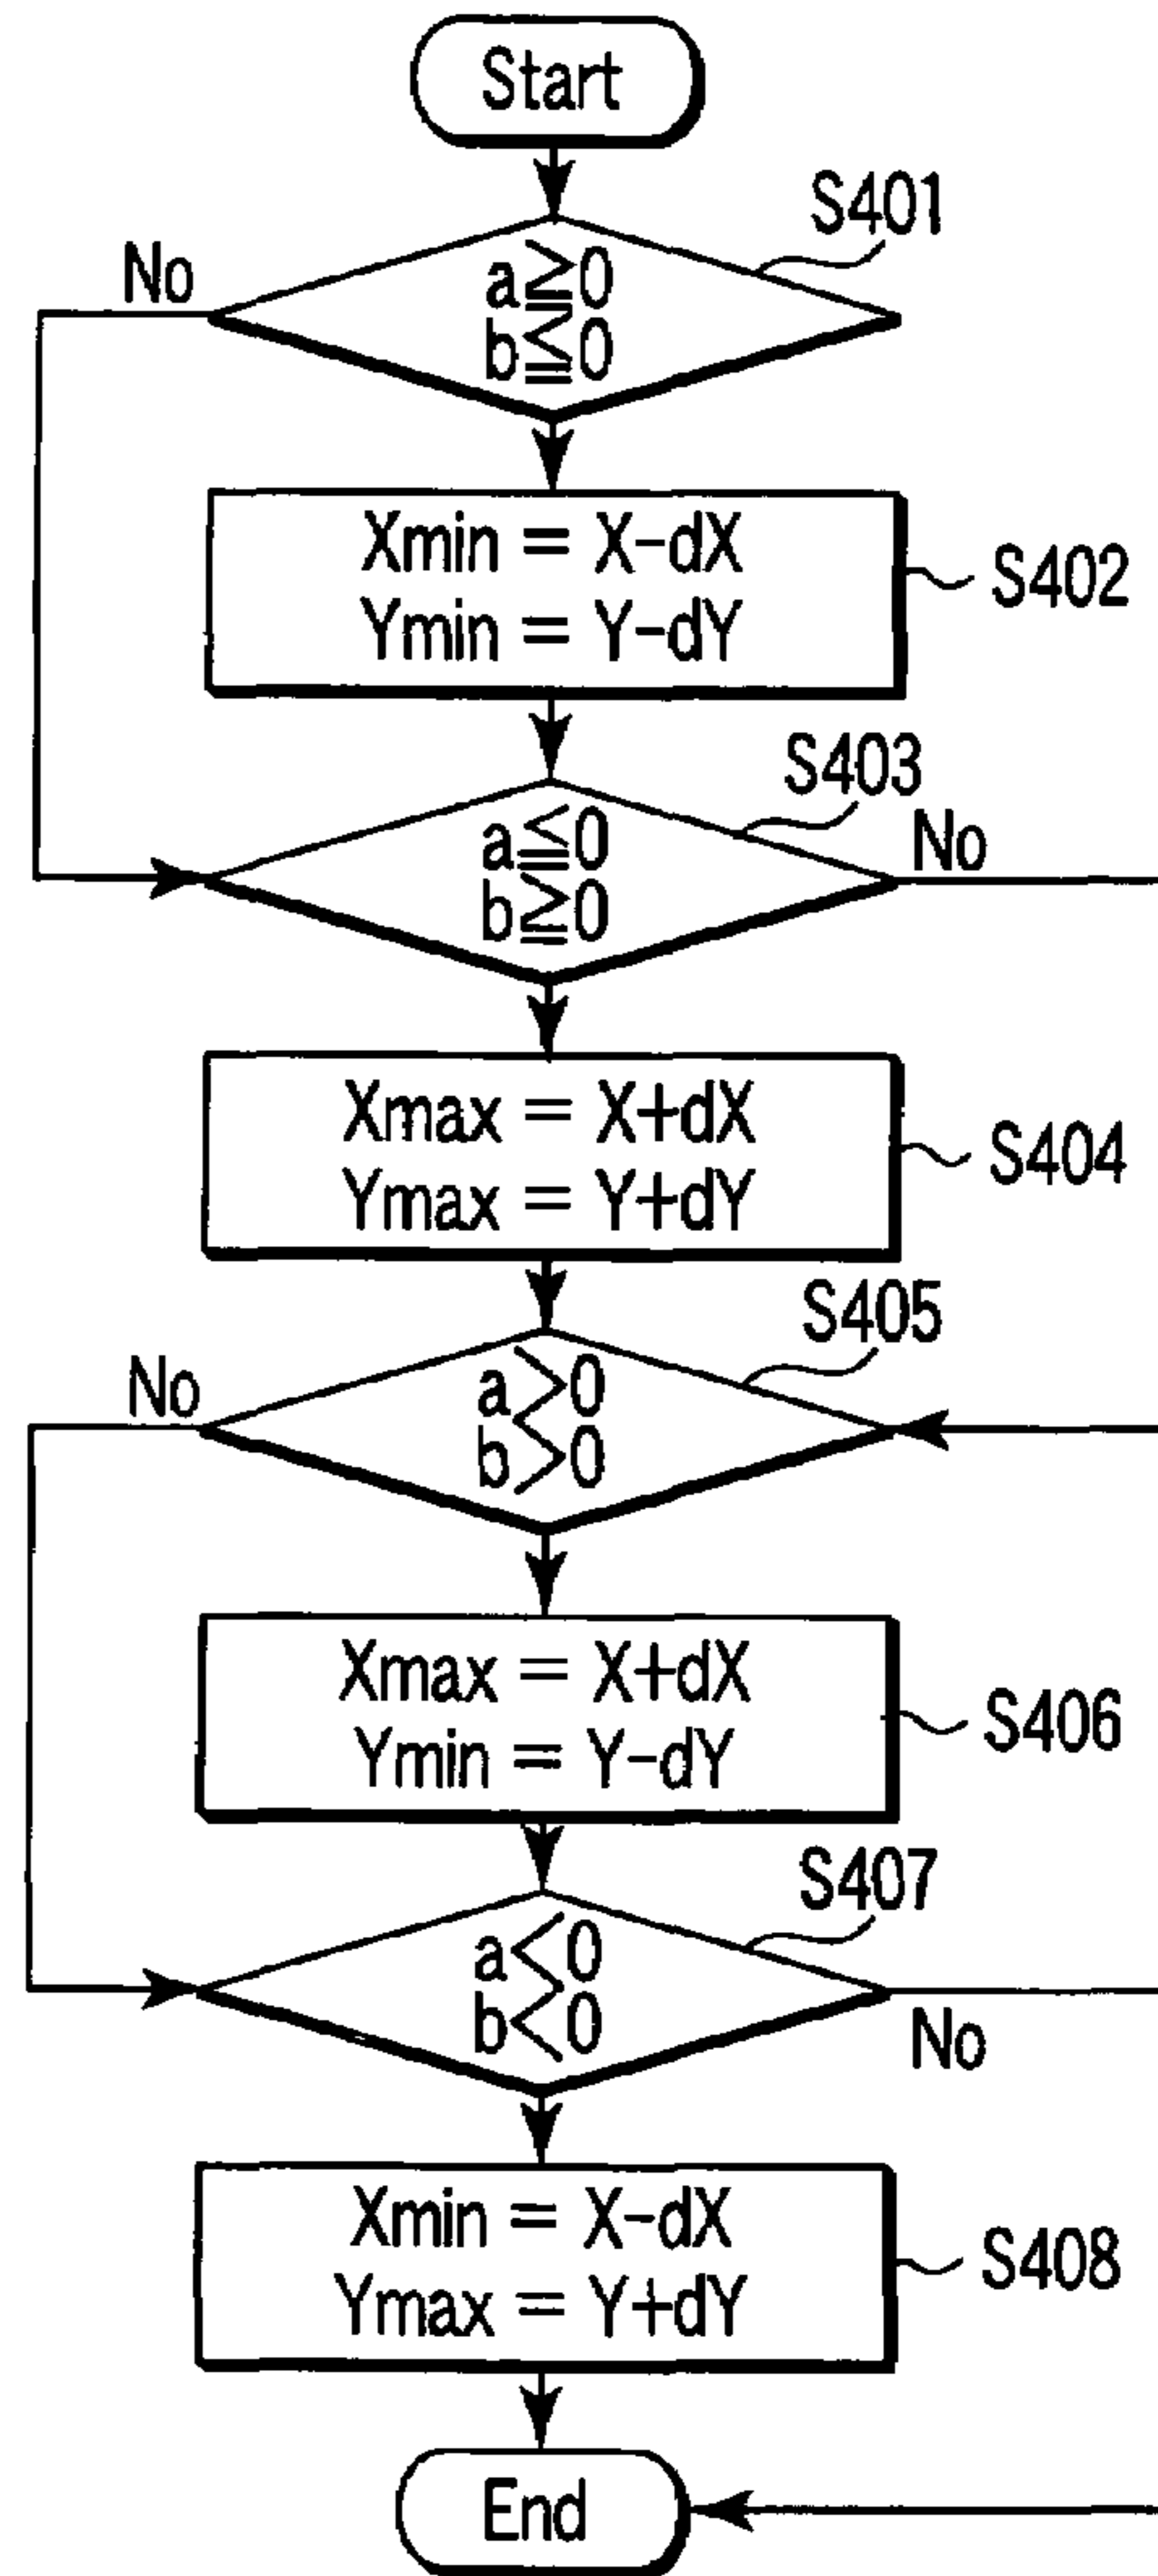 Start
S401
No
a≧0
b≦0
Xmin = X-dX
Ymin = Y-dY
S402
S403
a≦0
b≧0
No
Xmax = X+dX
Ymax = Y+dY
S404
S405
No
a>0
b>0
Xmax = X+dX
Ymin = Y-dY
S406
S407
a<0
b<0
No
Xmin = X-dX
Ymax = Y+dY
S408
End